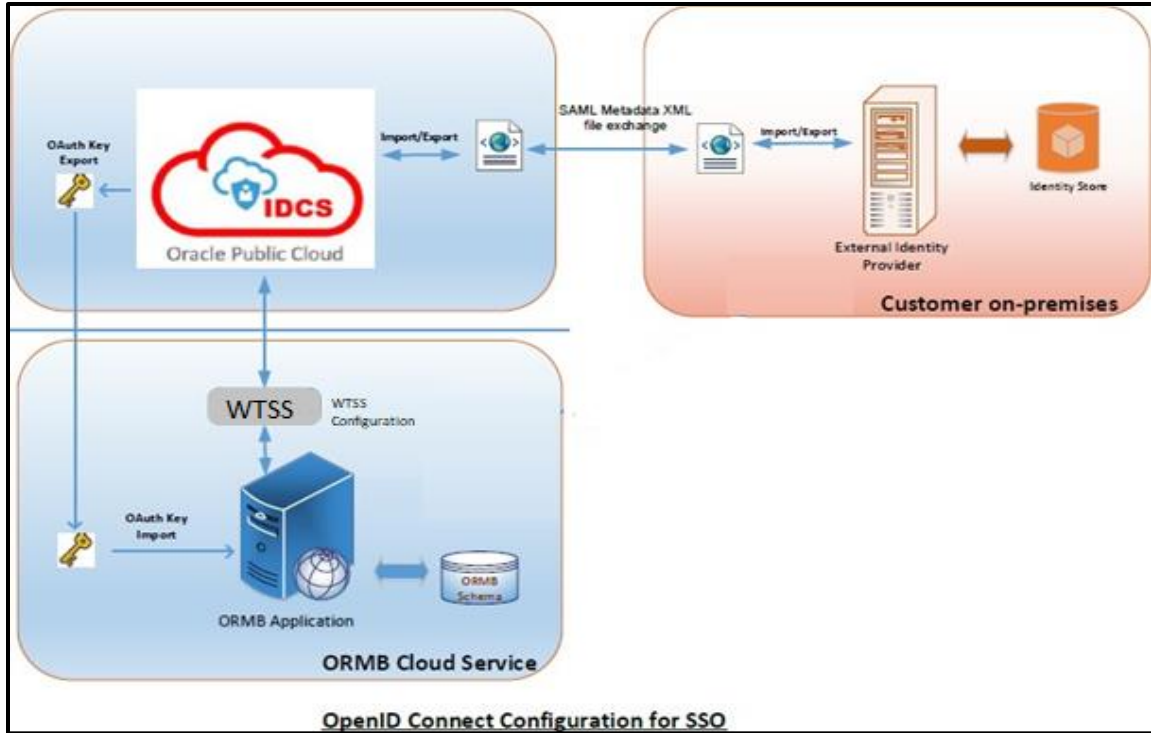 OAuth Key
Export
IDCS
Oracle Public Cloud
Import/Export
SAML Metadata XML
file exchange
Import/Export
External Identity
Provider
Identity Store
Customer on-premises
WTSS
WTSS
Configuration
OAuth Key
Import
ORMB Application
ORMB
Schema
ORMB Cloud Service
OpenID Connect Configuration for SSO